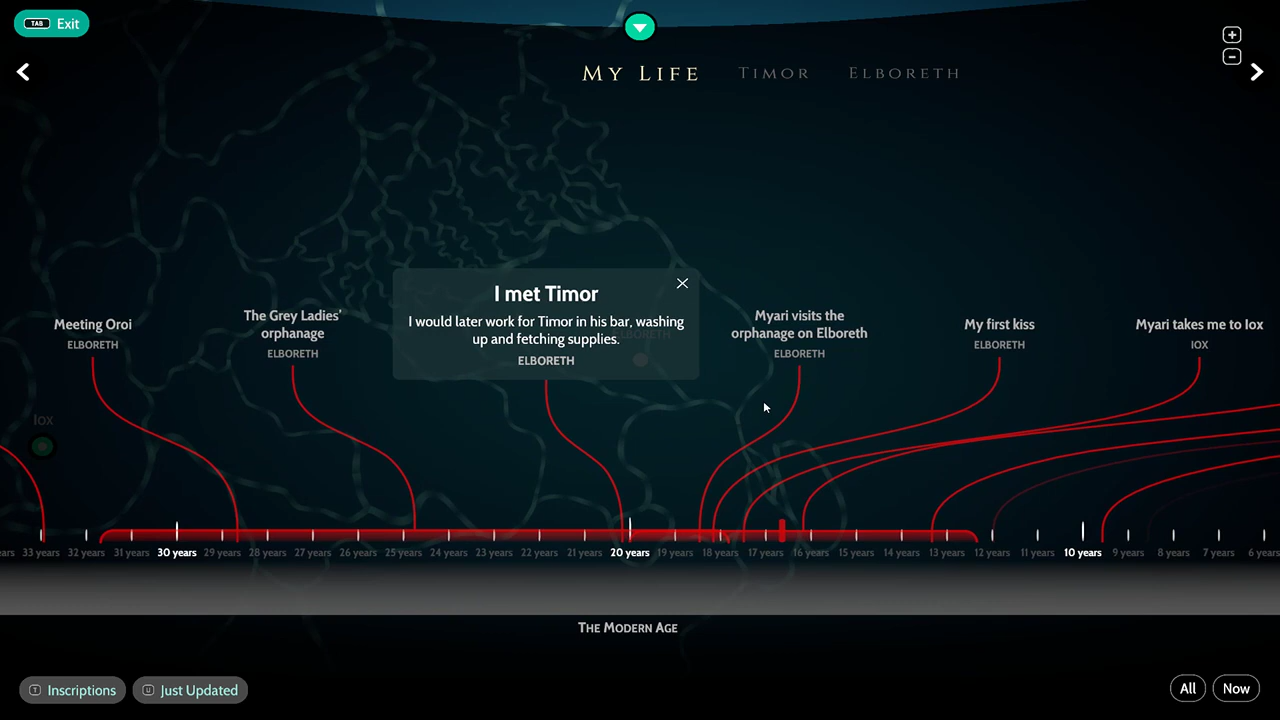 TAB Exit
+
-
MY LIFE TIMOR ELBORETH
I met Timor
I would later work for Timor in his bar, washing
up and fetching supplies.
ELBORETH
Meeting Oroi
ELBORETH
The Grey Ladies'
orphanage
ELBORETH
Myari visits the
orphanage on Elboreth
ELBORETH
My first kiss
ELBORETH
Myari takes me to Iox
IOX
Iox
ars 33 years 32 years 31 years 30 years 29 years 28 years 27 years 26 years 25 years 24 years 23 years 22 years 21 years 20 years 19 years 18 years 17 years 16 years 15 years 14 years 13 years 12 years 11 years 10 years 9 years 8 years 7 years 6 years
THE MODERN AGE
T Inscriptions U Just Updated All Now